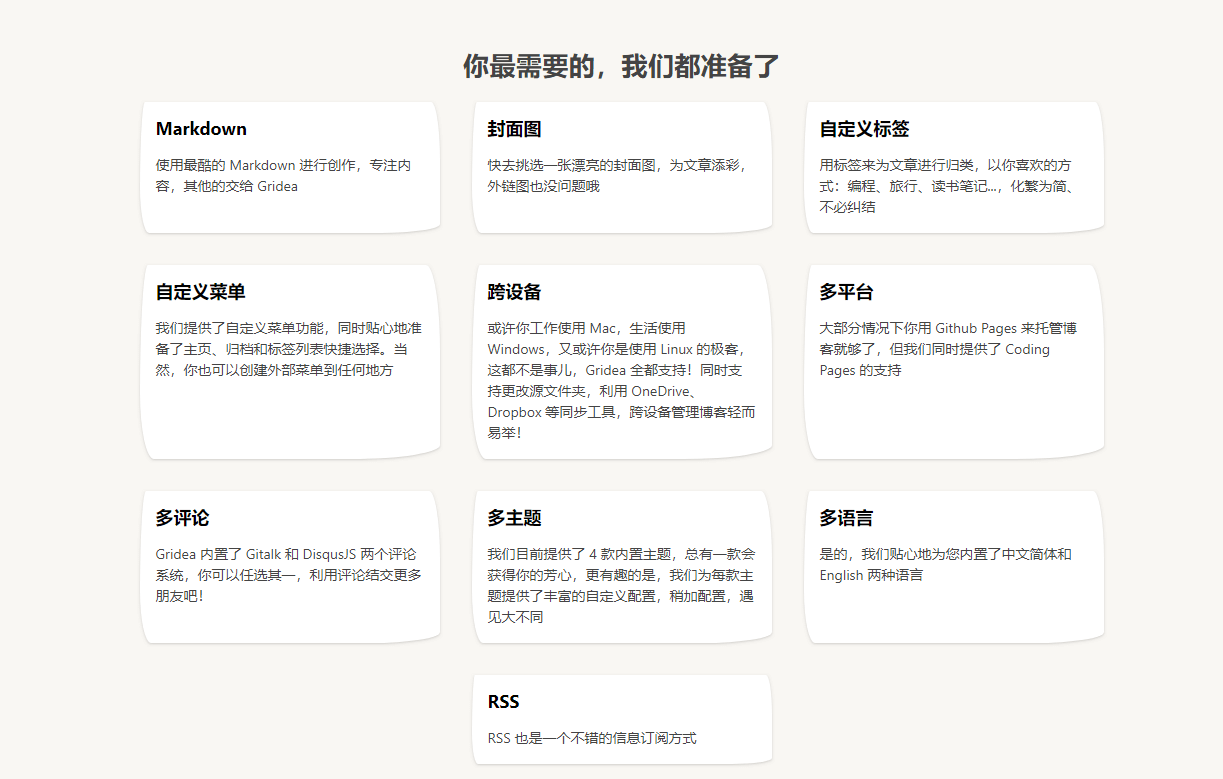 你最需要的，我们都准备了
Markdown
使用最酷的 Markdown 进行创作，专注内
容，其他的交给 Gridea
封面图
快去挑选一张漂亮的封面图，为文章添彩，
外链图也没问题哦
自定义标签
用标签来为文章进行归类，以你喜欢的方
式：编程、旅行、读书笔记...，化繁为简、
不必纠结
自定义菜单
我们提供了自定义菜单功能，同时贴心地准
备了主页、归档和标签列表快捷选择。当
然，你也可以创建外部菜单到任何地方
跨设备
或许你工作使用 Mac，生活使用
Windows，又或许你是使用 Linux 的极客，
这都不是事儿，Gridea 全都支持！同时支
持更改源文件夹，利用 OneDrive、
Dropbox 等同步工具，跨设备管理博客轻而
易举！
多平台
大部分情况下你用 Github Pages 来托管博
客就够了，但我们同时提供了 Coding
Pages 的支持
多评论
Gridea 内置了 Gitalk 和 DisqusJS 两个评论
系统，你可以任选其一，利用评论结交更多
朋友吧！
多主题
我们目前提供了 4 款内置主题，总有一款会
获得你的芳心，更有趣的是，我们为每款主
题提供了丰富的自定义配置，稍加配置，遇
见大不同
多语言
是的，我们贴心地为您内置了中文简体和
English 两种语言
RSS
RSS 也是一个不错的信息订阅方式